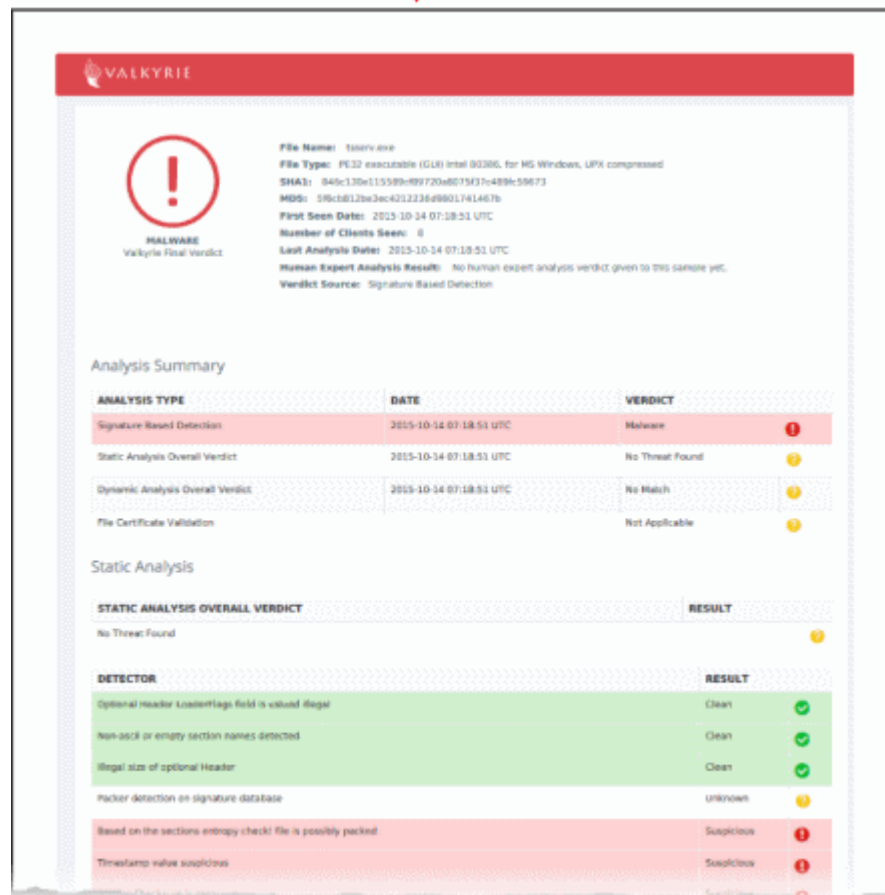 VALKYRIE
MALWARE
Valkyrie Final Verdict
File Name: tsserv.exe
File Type: PE32 executable (GUI) Intel 80386, for MS Windows, UPX compressed
SHA1:
MD5:
First Seen Date: 2015-10-14 07:18:51 UTC
Number of Clients Seen: 0
Last Analysis Date: 2015-10-14 07:18:51 UTC
Human Expert Analysis Result: No human expert analysis verdict given to this sample yet.
Verdict Source: Signature Based Detection
Analysis Summary
ANALYSIS TYPE DATE VERDICT
Signature Based Detection 2015-10-14 07:18:51 UTC Malware
Static Analysis Overall Verdict 2015-10-14 07:18:51 UTC No Threat Found
Dynamic Analysis Overall Verdict 2015-10-14 07:18:51 UTC No Match
File Certificate Validation Not Applicable
Static Analysis
STATIC ANALYSIS OVERALL VERDICT RESULT
No Threat Found
DETECTOR RESULT
Optional Header LoaderFlags field is valued illegal Clean
Non-ascii or empty section names detected Clean
Illegal size of optional Header Clean
Packer detection on signature database Unknown
Based on the sections entropy check! file is possibly packed Suspicious
Timestamp value suspicious Suspicious